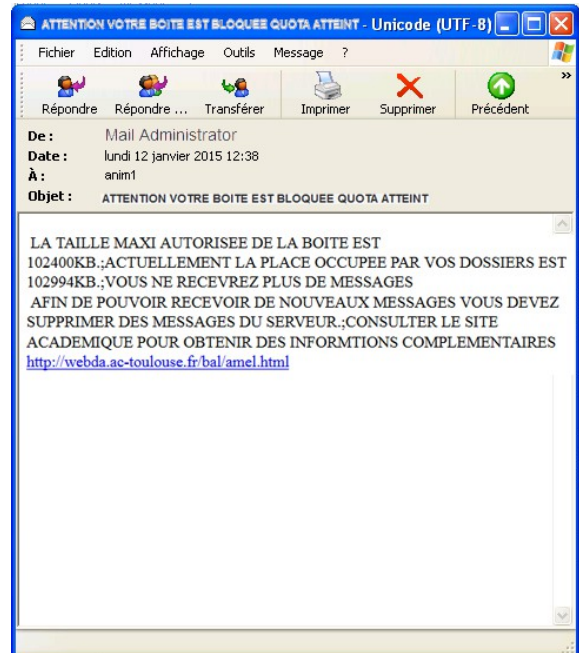 ATTENTION VOTRE BOITE EST BLOQUEE QUOTA ATTEINT - Unicode (UTF-8)
Fichier Edition Affichage Outils Message ?
Répondre Répondre ... Transférer Imprimer Supprimer Précédent »
De : Mail Administrator
Date : lundi 12 janvier 2015 12:38
À : anim1
Objet : ATTENTION VOTRE BOITE EST BLOQUEE QUOTA ATTEINT
LA TAILLE MAXI AUTORISEE DE LA BOITE EST
102400KB.;ACTUELLEMENT LA PLACE OCCUPEE PAR VOS DOSSIERS EST
102994KB.;VOUS NE RECEVREZ PLUS DE MESSAGES
AFIN DE POUVOIR RECEVOIR DE NOUVEAUX MESSAGES VOUS DEVEZ
SUPPRIMER DES MESSAGES DU SERVEUR.;CONSULTER LE SITE
ACADEMIQUE POUR OBTENIR DES INFORMTIONS COMPLEMENTAIRES
http://webda.ac-toulouse.fr/bal/amel.html